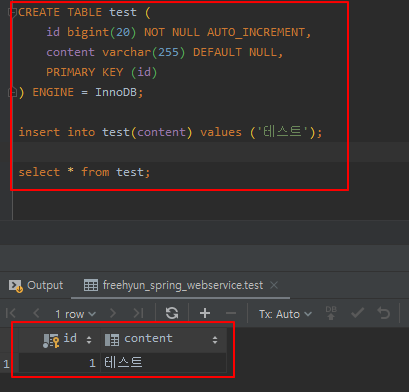 CREATE TABLE test (
id bigint(20) NOT NULL AUTO_INCREMENT,
content varchar(255) DEFAULT NULL,
PRIMARY KEY (id)
) ENGINE = InnoDB;
insert into test(content) values ('테스트');
select * from test;
Output freehyun_spring_webservice.test
1 row Tx: Auto DB
id content
1 1 테스트